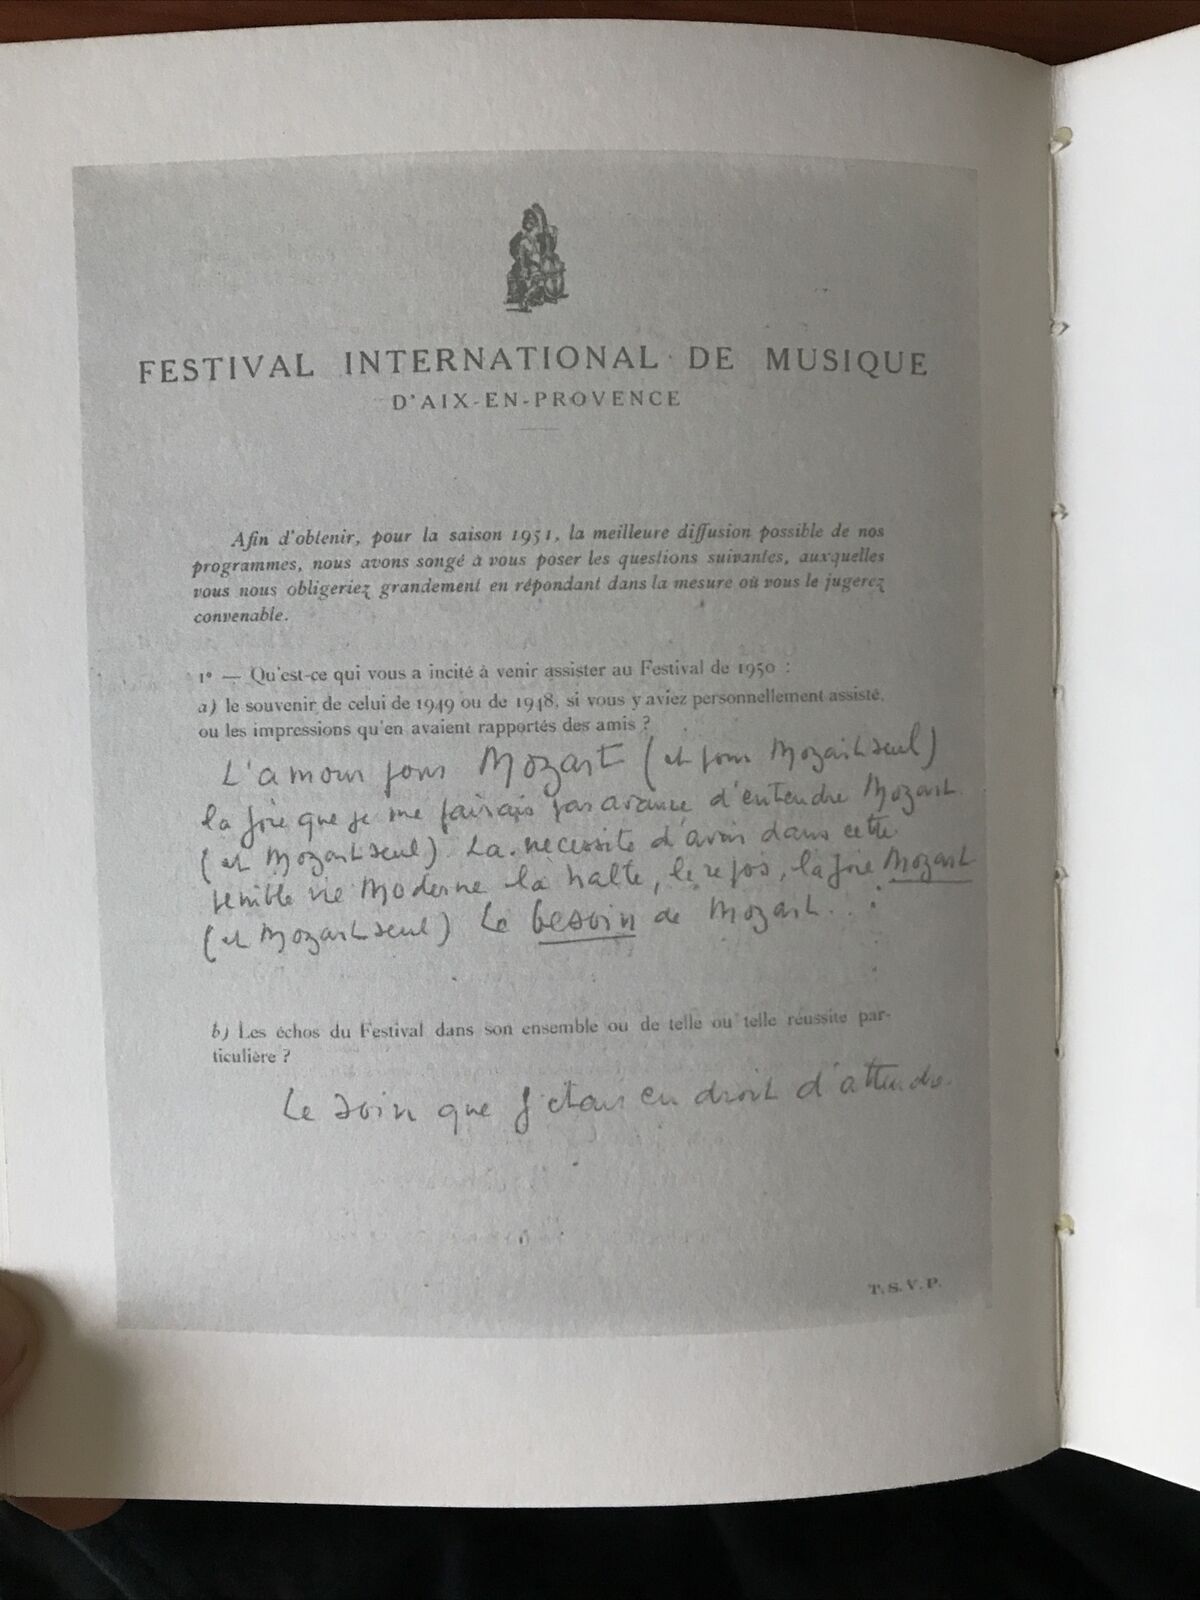 FESTIVAL INTERNATIONAL DE MUSIQUE
D'AIX-EN-PROVENCE
Afin d'obtenir, pour la saison 1951, la meilleure diffusion possible de nos
programmes, nous avons songé à vous poser les questions suivantes, auxquelles
vous nous obligeriez grandement en répondant dans la mesure où vous le jugerez
convenable.
1° — Qu'est-ce qui vous a incité à venir assister au Festival de 1950 :
a) le souvenir de celui de 1949 ou de 1948, si vous y aviez personnellement assisté,
ou les impressions qu'en avaient rapportés des amis ?
L'amour pour Mozart (et pour Mozart seul)
la joie que je me faisais par avance d'entendre Mozart
(et Mozart seul). La necessité d'avoir dans cette
penible vie Moderne la halte, le repos, la joie Mozart
(et Mozart seul) Le besoin de Mozart...
b) Les échos du Festival dans son ensemble ou de telle ou telle réussite par-
ticulière ?
Le soin que j'étais en droit d'attendre.
T. S. V. P.